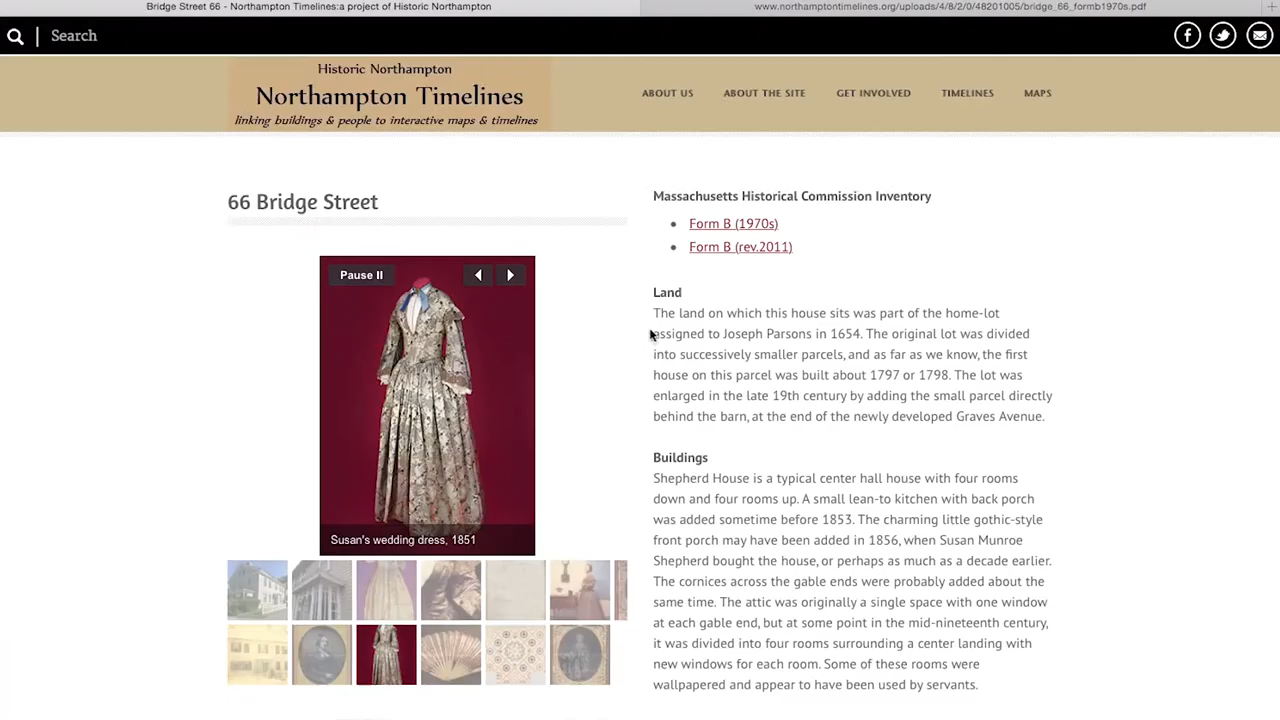 Bridge Street 66 - Northampton Timelines:a project of Historic Northampton
www.northamptontimelines.org/uploads/4/8/2/0/48201005/bridge_66_formb1970s.pdf
Search
Historic Northampton
Northampton Timelines
linking buildings & people to interactive maps & timelines
ABOUT US ABOUT THE SITE GET INVOLVED TIMELINES MAPS
66 Bridge Street
Pause II
Susan's wedding dress, 1851
Massachusetts Historical Commission Inventory
• Form B (1970s)
• Form B (rev.2011)
Land
The land on which this house sits was part of the home-lot
assigned to Joseph Parsons in 1654. The original lot was divided
into successively smaller parcels, and as far as we know, the first
house on this parcel was built about 1797 or 1798. The lot was
enlarged in the late 19th century by adding the small parcel directly
behind the barn, at the end of the newly developed Graves Avenue.
Buildings
Shepherd House is a typical center hall house with four rooms
down and four rooms up. A small lean-to kitchen with back porch
was added sometime before 1853. The charming little gothic-style
front porch may have been added in 1856, when Susan Munroe
Shepherd bought the house, or perhaps as much as a decade earlier.
The cornices across the gable ends were probably added about the
same time. The attic was originally a single space with one window
at each gable end, but at some point in the mid-nineteenth century,
it was divided into four rooms surrounding a center landing with
new windows for each room. Some of these rooms were
wallpapered and appear to have been used by servants.